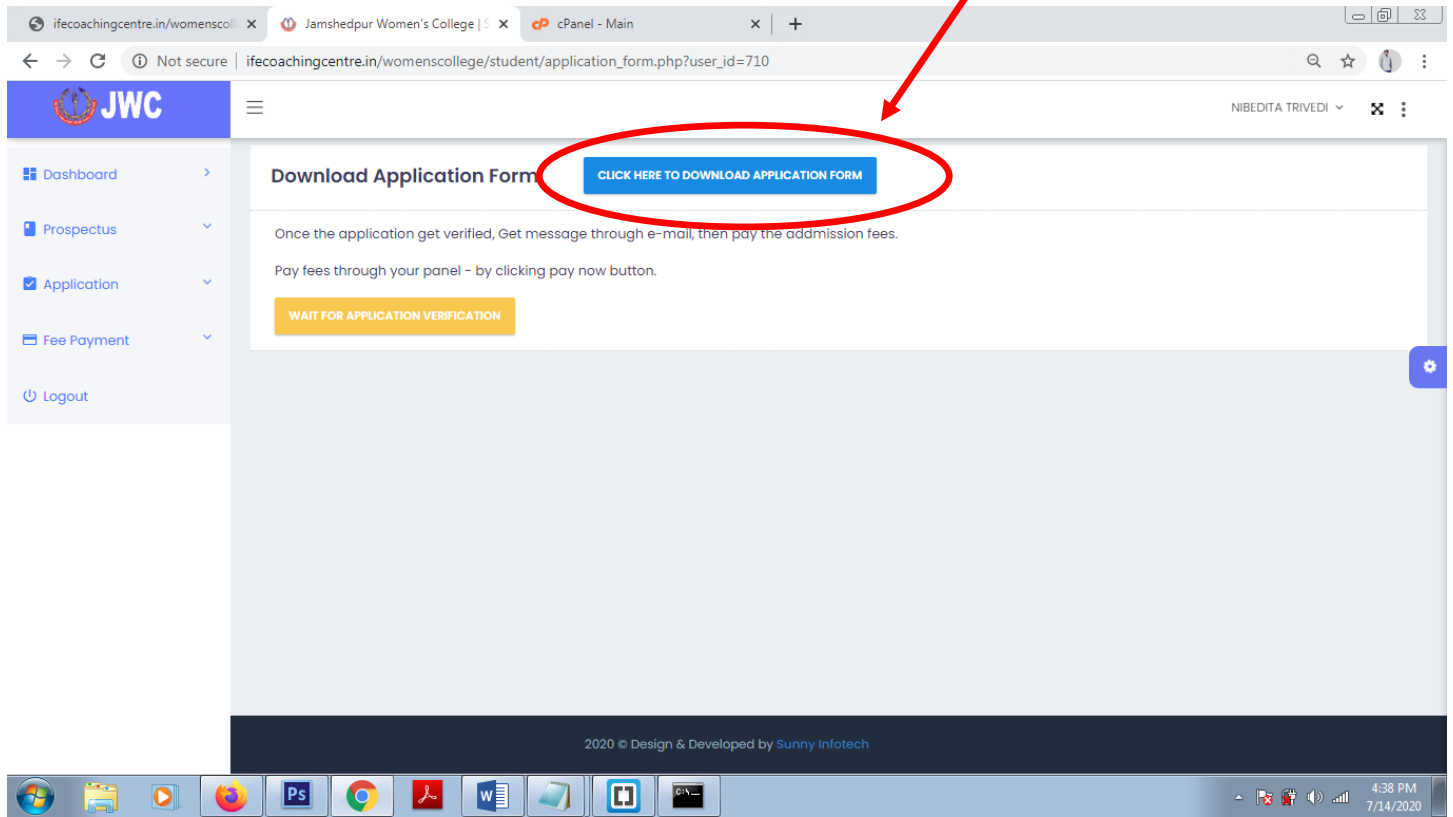 ifecoachingcentre.in/womenscoll
Jamshedpur Women's College | S
cPanel - Main
Not secure
ifecoachingcentre.in/womenscollege/student/application_form.php?user_id=710
JWC
NIBEDITA TRIVEDI
Dashboard
Prospectus
Application
Fee Payment
Logout
Download Application Form
CLICK HERE TO DOWNLOAD APPLICATION FORM
Once the application get verified, Get message through e-mail, then pay the addmission fees.
Pay fees through your panel - by clicking pay now button.
WAIT FOR APPLICATION VERIFICATION
2020 © Design & Developed by Sunny Infotech
Ps
W
C:\_
4:38 PM
7/14/2020